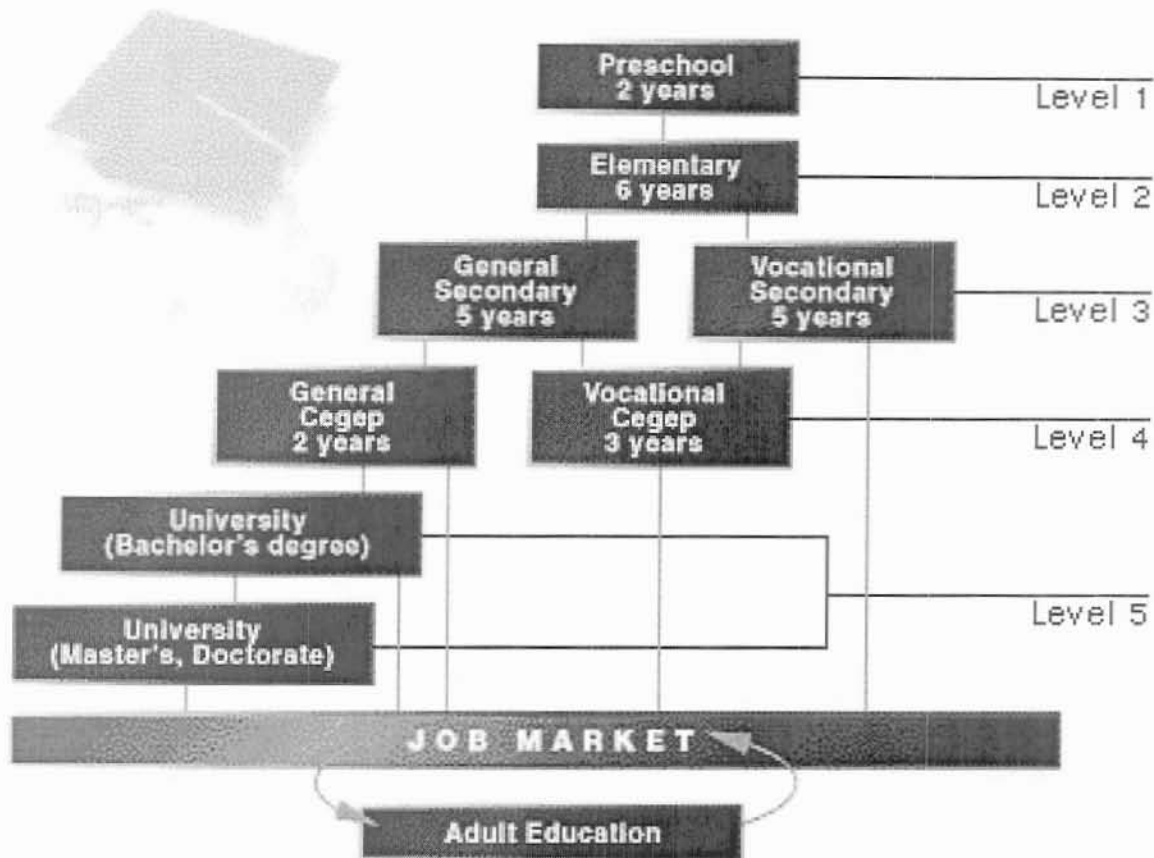 Preschool
2 years
Level 1
Elementary
6 years
Level 2
General
Secondary
5 years
Vocational
Secondary
5 years
Level 3
General
Cegep
2 years
Vocational
Cegep
3 years
Level 4
University
(Bachelor's degree)
Level 5
University
(Master's, Doctorate)
JOB MARKET
Adult Education